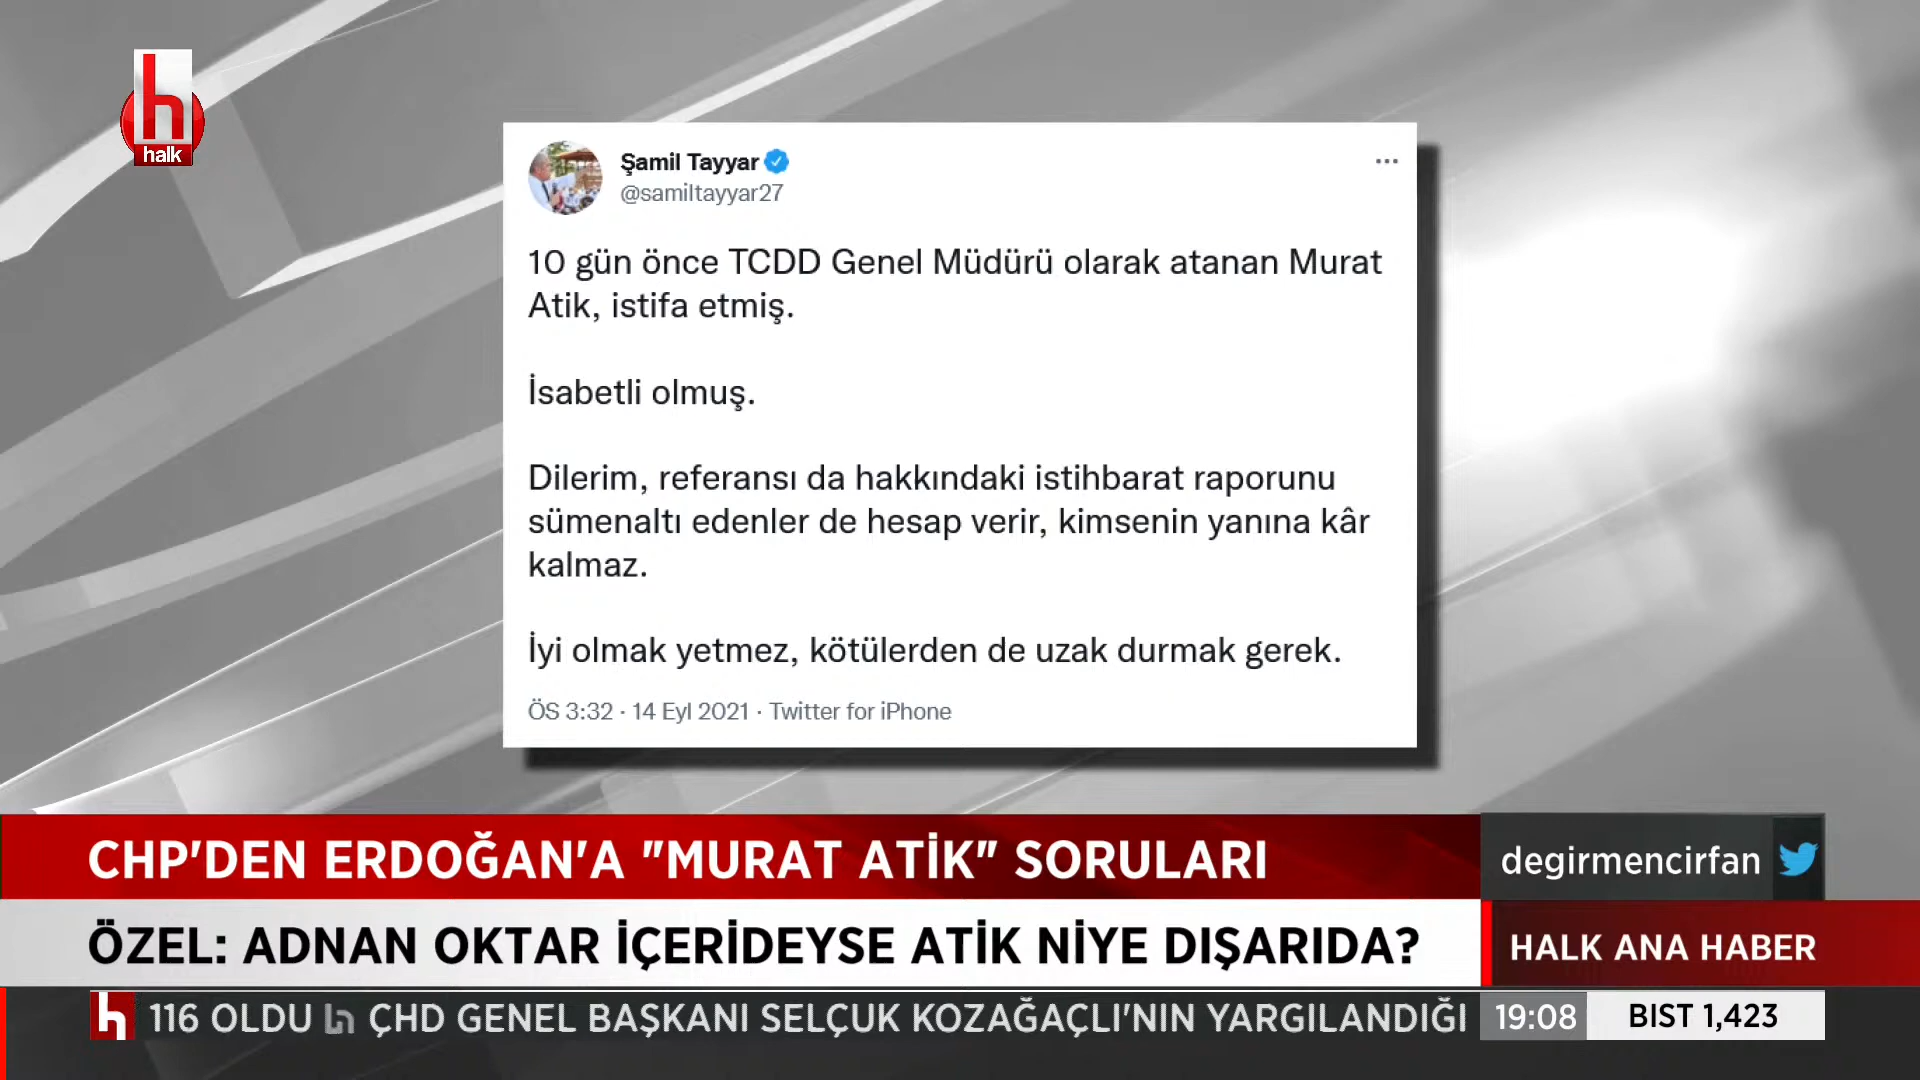 h
halk
Şamil Tayyar
@samiltayyar27
10 gün önce TCDD Genel Müdürü olarak atanan Murat
Atik, istifa etmiş.
İsabetli olmuş.
Dilerim, referansı da hakkındaki istihbarat raporunu
sümenaltı edenler de hesap verir, kimsenin yanına kâr
kalmaz.
İyi olmak yetmez, kötülerden de uzak durmak gerek.
ÖS 3:32 · 14 Eyl 2021 · Twitter for iPhone
CHP'DEN ERDOĞAN'A "MURAT ATİK" SORULARI
degirmencirfan
ÖZEL: ADNAN OKTAR İÇERİDEYSE ATİK NİYE DIŞARIDA?
HALK ANA HABER
h 116 OLDU h ÇHD GENEL BAŞKANI SELÇUK KOZAĞAÇLI'NIN YARGILANDIĞI
19:08
BIST 1,423